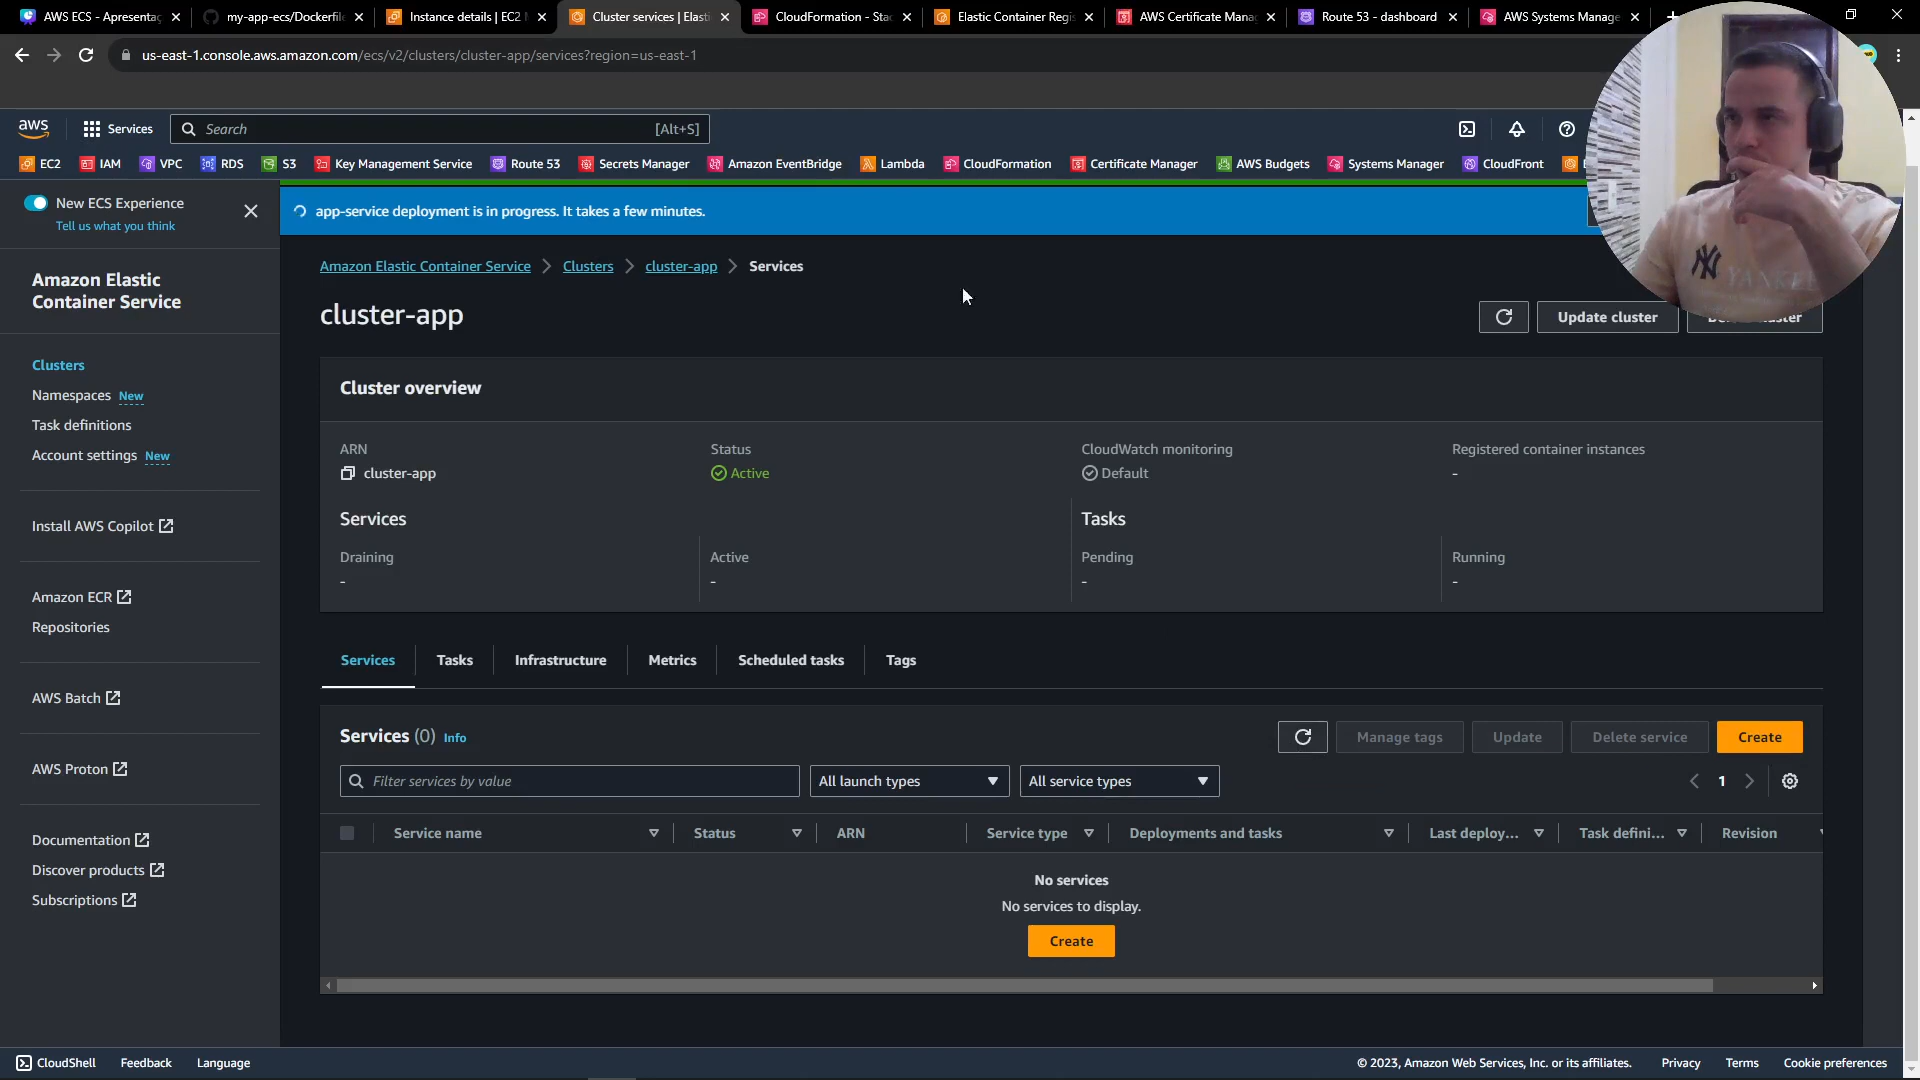 AWS ECS - Apresentaç
my-app-ecs/Dockerfile
Instance details | EC2
Cluster services | Elasti
CloudFormation - Stac
Elastic Container Regis
AWS Certificate Mana
Route 53 - dashboard
AWS Systems Manage
us-east-1.console.aws.amazon.com/ecs/v2/clusters/cluster-app/services?region=us-east-1
aws
Services
Search
[Alt+S]
EC2
IAM
VPC
RDS
S3
Key Management Service
Route 53
Secrets Manager
Amazon EventBridge
Lambda
CloudFormation
Certificate Manager
AWS Budgets
Systems Manager
CloudFront
New ECS Experience
Tell us what you think
app-service deployment is in progress. It takes a few minutes.
Amazon Elastic
Container Service
Clusters
Namespaces New
Task definitions
Account settings New
Install AWS Copilot
Amazon ECR
Repositories
AWS Batch
AWS Proton
Documentation
Discover products
Subscriptions
Amazon Elastic Container Service > Clusters > cluster-app > Services
cluster-app
Update cluster
Cluster overview
ARN
cluster-app
Status
Active
CloudWatch monitoring
Default
Registered container instances
-
Services
Tasks
Draining
-
Active
-
Pending
-
Running
-
Services
Tasks
Infrastructure
Metrics
Scheduled tasks
Tags
Services (0) Info
Manage tags
Update
Delete service
Create
Filter services by value
All launch types
All service types
1
Service name
Status
ARN
Service type
Deployments and tasks
Last deploy...
Task defini...
Revision
No services
No services to display.
Create
CloudShell
Feedback
Language
© 2023, Amazon Web Services, Inc. or its affiliates.
Privacy
Terms
Cookie preferences
NY